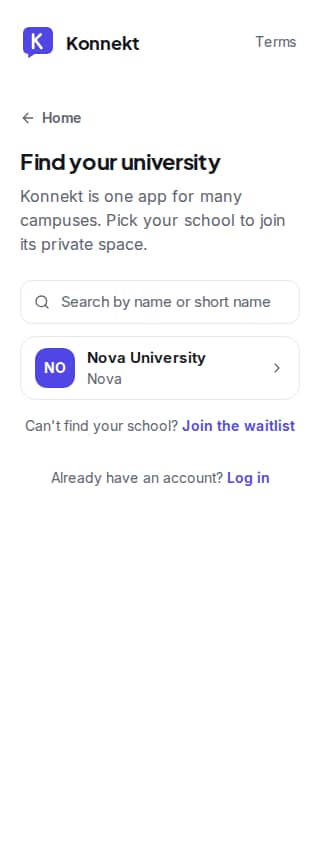 K Konnekt
Terms
Home
Find your university
Konnekt is one app for many
campuses. Pick your school to join
its private space.
Search by name or short name
NO
Nova University
Nova
Can't find your school? Join the waitlist
Already have an account? Log in